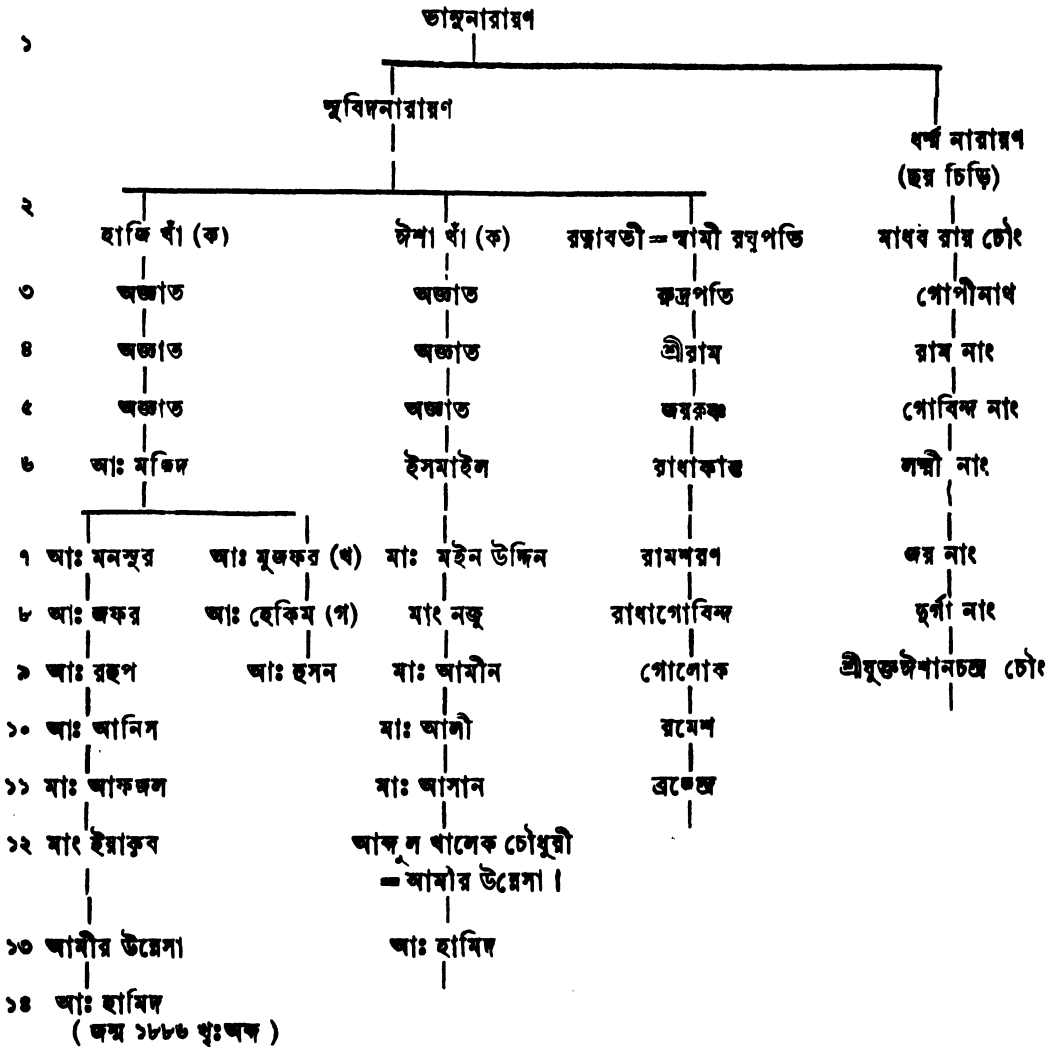 ভানুনারায়ণ
১
সুবিদনারায়ণ
ধর্ম্ম নারায়ণ
(ছয় চিড়ি)
২
হাজি খাঁ (ক) ঈশা খাঁ (ক) রত্নাবতী=স্বামী রঘুপতি মাধব রায় চৌং
৩ অজ্ঞাত অজ্ঞাত রুদ্রপতি গোপীনাথ
৪ অজ্ঞাত অজ্ঞাত শ্রীরাম রাম নাং
৫ অজ্ঞাত অজ্ঞাত জয়কৃষ্ণ গোবিন্দ নাং
৬ আঃ মজিদ ইসমাইল রাধাকান্ত লক্ষ্মী নাং
৭ আঃ মনসুর আঃ মুজফর (খ) মাঃ মইন উদ্দিন রামশরণ জয় নাং
৮ আঃ জফর আঃ হেকিম (গ) মাং নজু রাধাগোবিন্দ দুর্গা নাং
৯ আঃ রহুপ আঃ হুসন মাঃ আমীন গোলোক শ্রীযুক্তঈশানচন্দ্র চৌং
১০ আঃ আনিস মাঃ আলী রমেশ
১১ মাঃ আফজল মাঃ আসান ব্রজেন্দ্র
১২ মাং ইয়াকুব আব্দুল খালেক চৌধুরী
= আমীর উন্নেসা।
১৩ আমীর উন্নেসা আঃ হামিদ
১৪ আঃ হামিদ
( জন্ম ১৮৮৬ খৃঃঅব্দ )